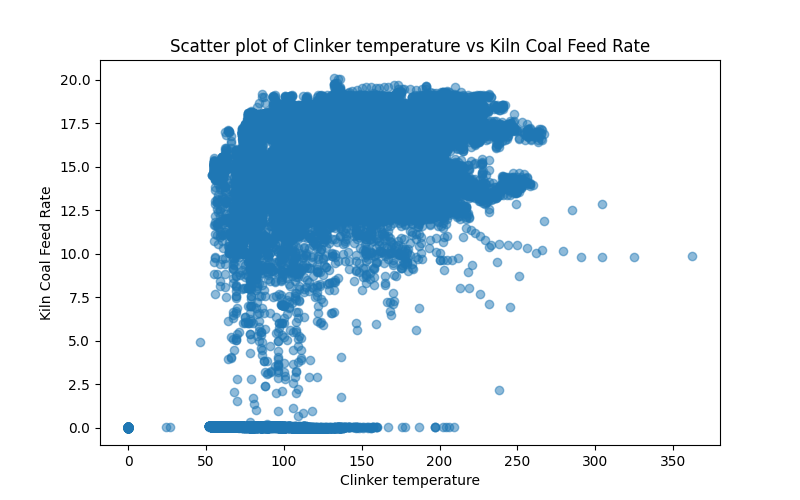 Scatter plot of Clinker temperature vs Kiln Coal Feed Rate
Kiln Coal Feed Rate
20.0
17.5
15.0
12.5
10.0
7.5
5.0
2.5
0.0
0 50 100 150 200 250 300 350
Clinker temperature